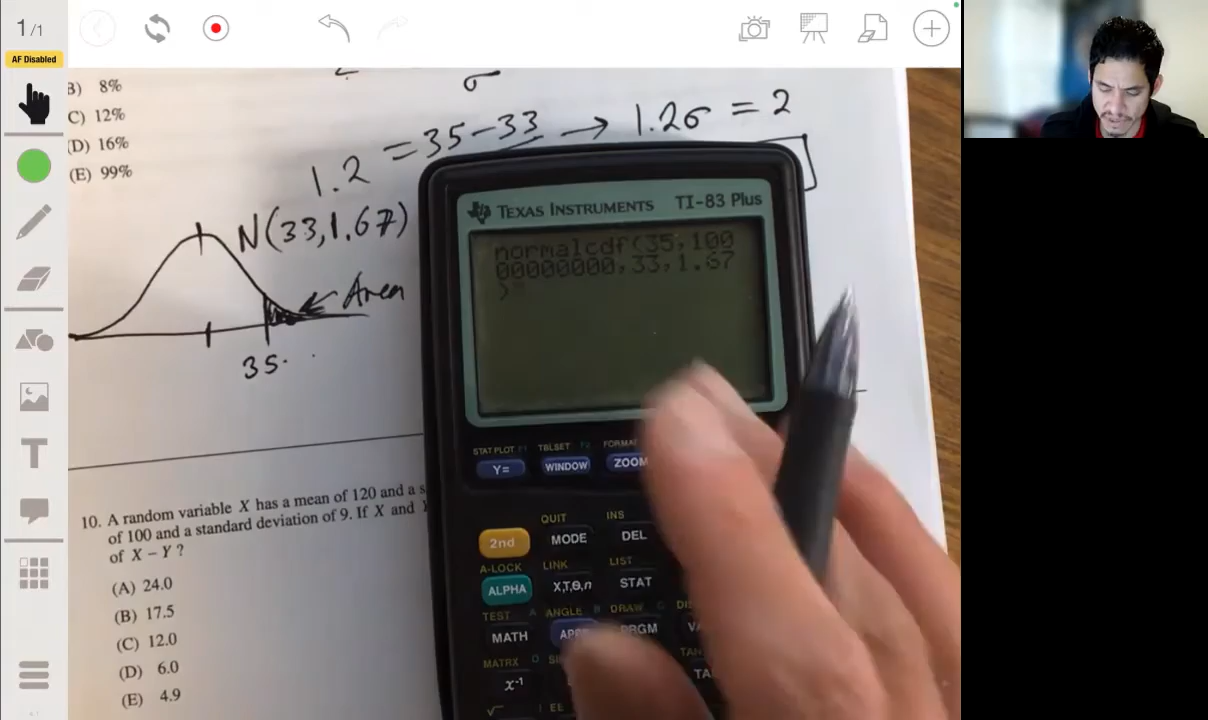 1/1
AF Disabled
T
σ
B) 8%
C) 12%
(D) 16%
(E) 99%
1.2 = 35-33 → 1.2σ = 2
N(33,1.67)
Area
35.
TEXAS INSTRUMENTS TI-83 Plus
normalcdf(35,100
00000000,33,1.67
)
STAT PLOT F1 TBLSET F2 FORMAT
Y= WINDOW ZOOM
QUIT INS
2nd MODE DEL
A-LOCK LINK LIST
ALPHA X,T,Θ,n STAT
TEST A ANGLE B DRAW C
MATH APPS PRGM
MATRX D
x⁻¹
√ I EE
10. A random variable X has a mean of 120 and a
of 100 and a standard deviation of 9. If X and
of X – Y ?
(A) 24.0
(B) 17.5
(C) 12.0
(D) 6.0
(E) 4.9